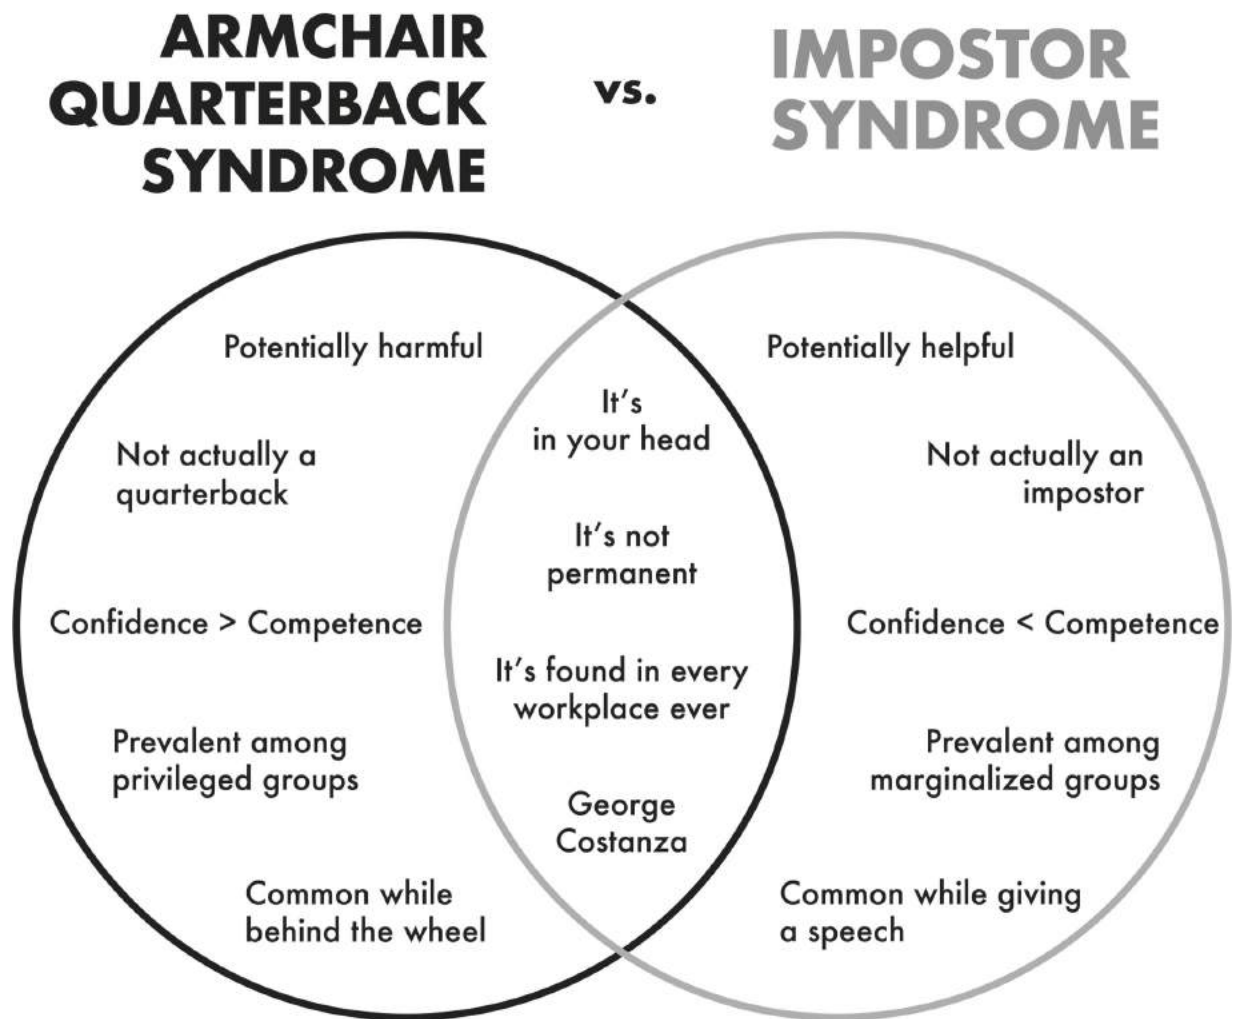 ARMCHAIR
QUARTERBACK
SYNDROME
vs.
IMPOSTOR
SYNDROME
Potentially harmful
Not actually a
quarterback
Confidence > Competence
Prevalent among
privileged groups
Common while
behind the wheel
It's
in your head
It's not
permanent
It's found in every
workplace ever
George
Costanza
Potentially helpful
Not actually an
impostor
Confidence < Competence
Prevalent among
marginalized groups
Common while giving
a speech